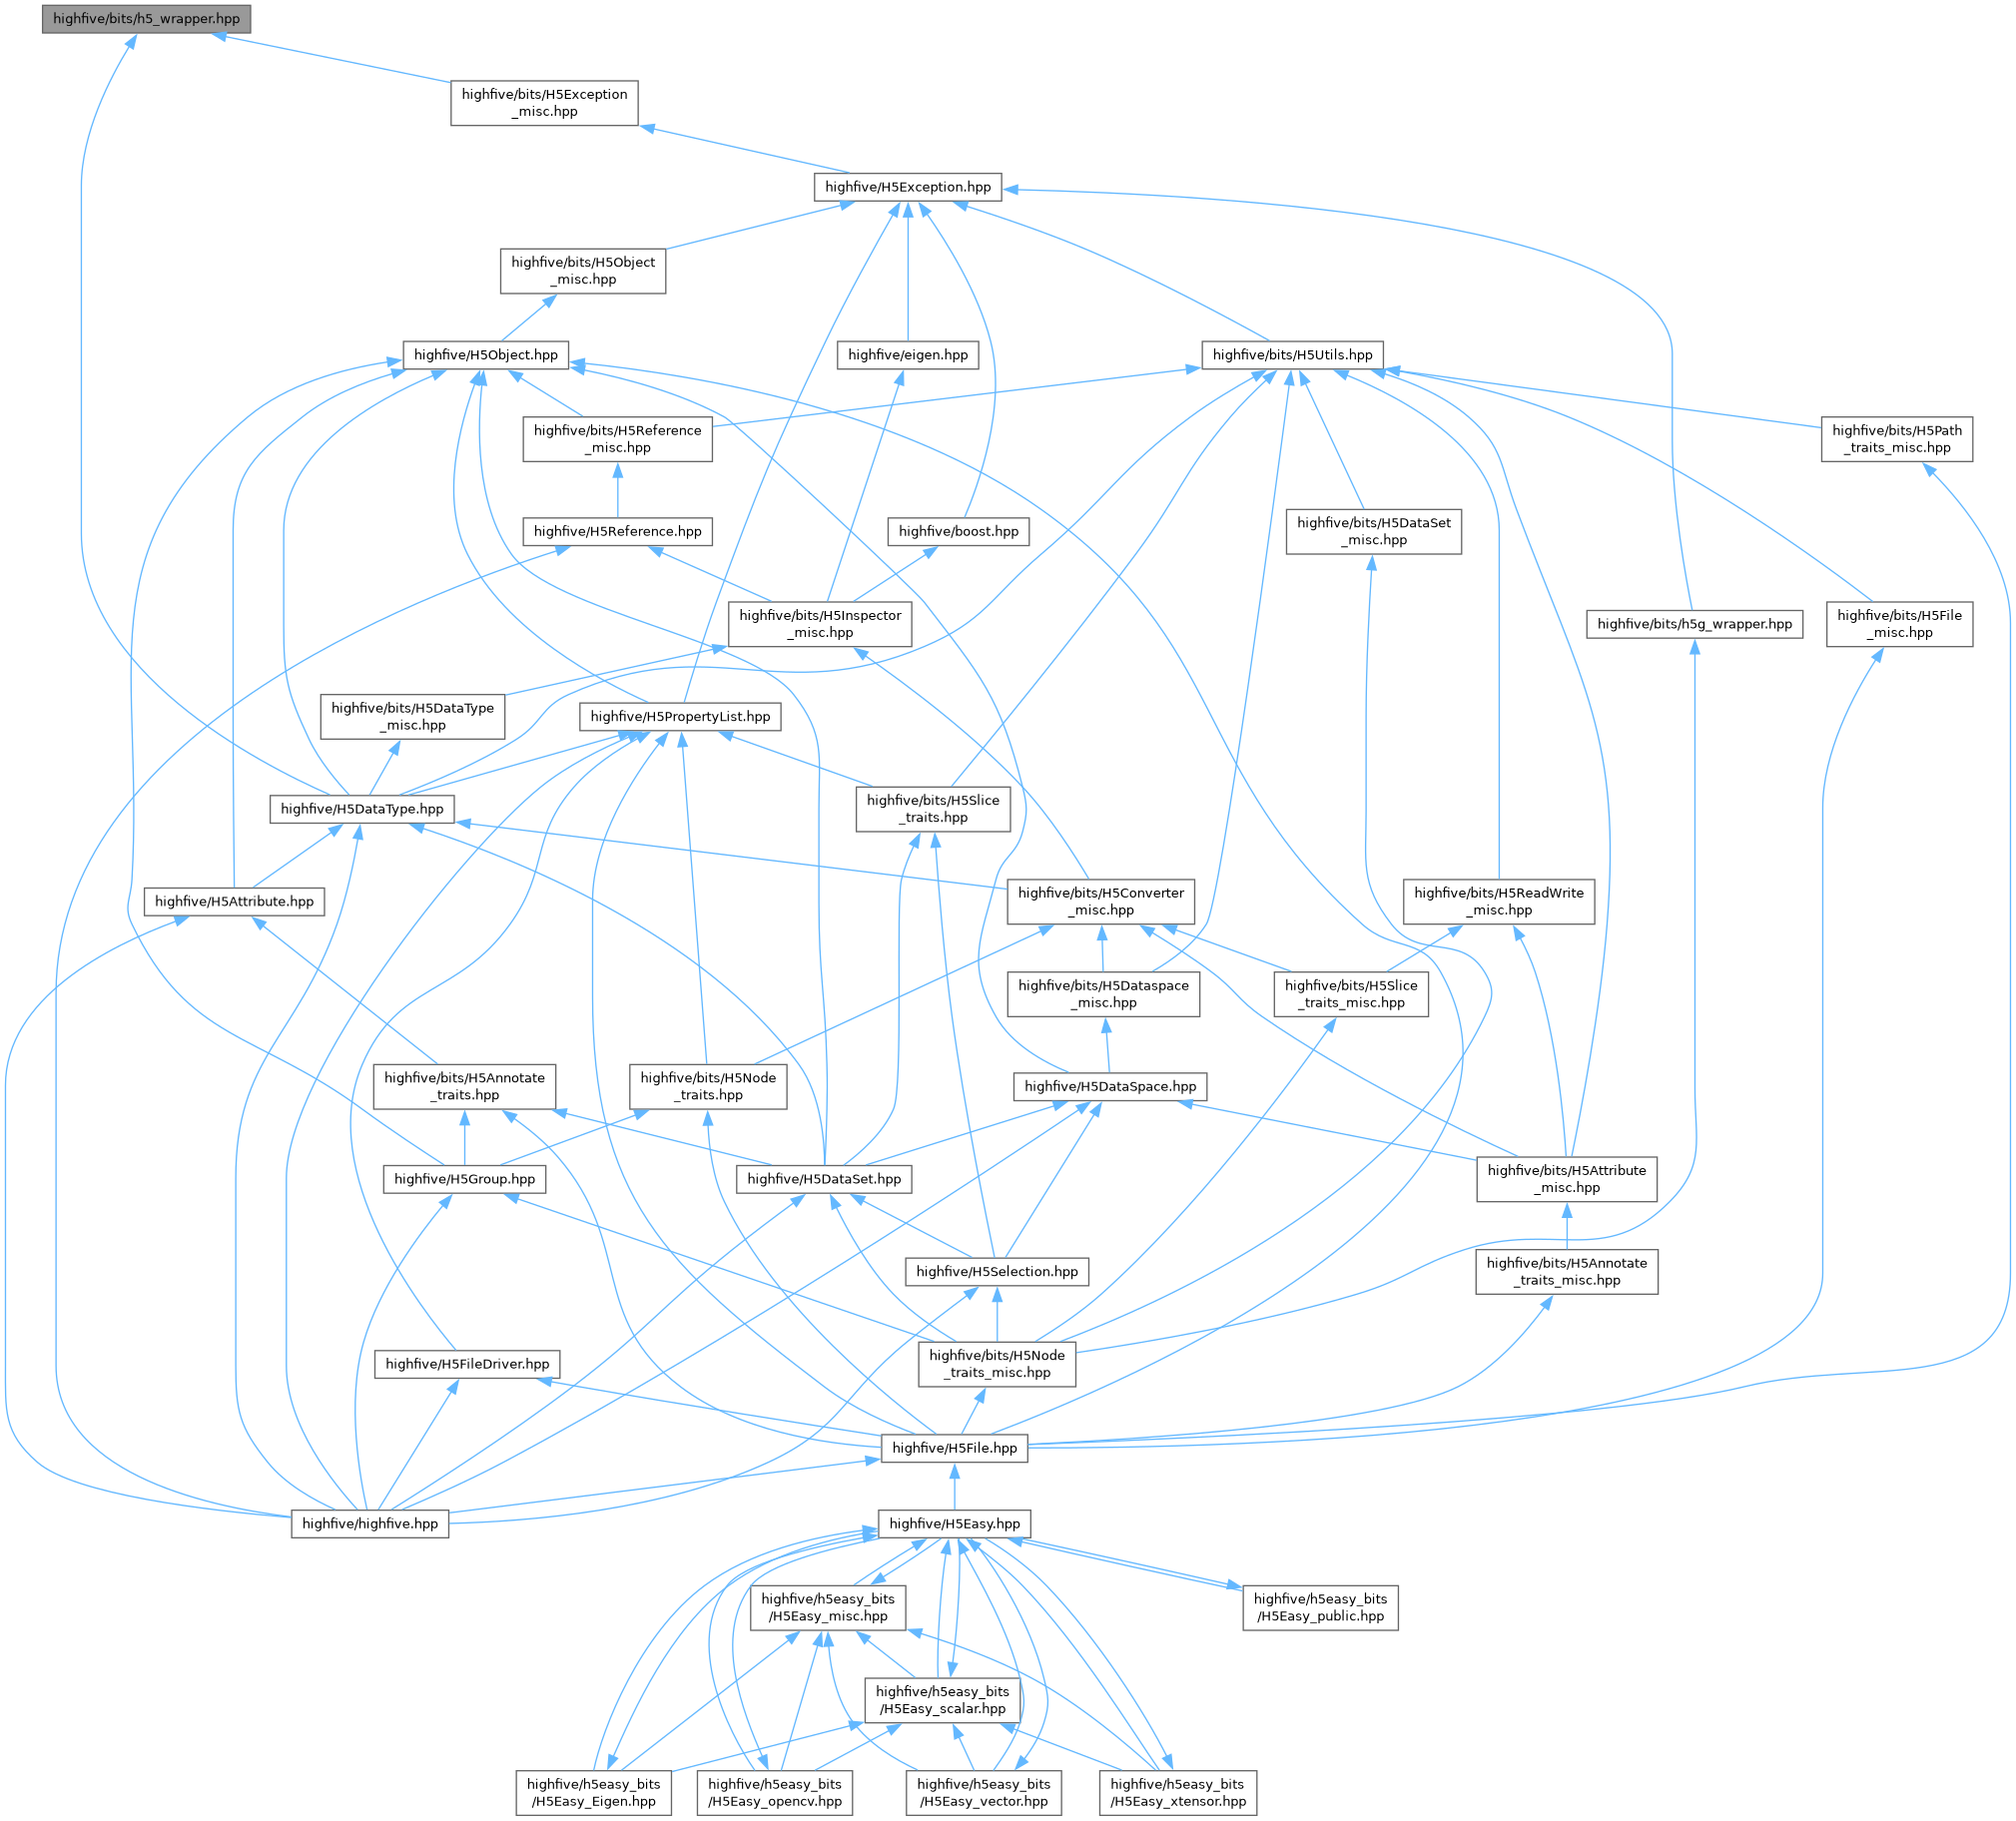 highfive/bits/h5_wrapper.hpp
highfive/bits/H5Exception
_misc.hpp
highfive/H5Exception.hpp
highfive/bits/H5Object
_misc.hpp
highfive/H5Object.hpp
highfive/eigen.hpp
highfive/bits/H5Utils.hpp
highfive/bits/H5Reference
_misc.hpp
highfive/bits/H5Path
_traits_misc.hpp
highfive/H5Reference.hpp
highfive/boost.hpp
highfive/bits/H5DataSet
_misc.hpp
highfive/bits/H5Inspector
_misc.hpp
highfive/bits/h5g_wrapper.hpp
highfive/bits/H5File
_misc.hpp
highfive/bits/H5DataType
_misc.hpp
highfive/H5PropertyList.hpp
highfive/H5DataType.hpp
highfive/bits/H5Slice
_traits.hpp
highfive/H5Attribute.hpp
highfive/bits/H5Converter
_misc.hpp
highfive/bits/H5ReadWrite
_misc.hpp
highfive/bits/H5Dataspace
_misc.hpp
highfive/bits/H5Slice
_traits_misc.hpp
highfive/bits/H5Annotate
_traits.hpp
highfive/bits/H5Node
_traits.hpp
highfive/H5DataSpace.hpp
highfive/H5Group.hpp
highfive/H5DataSet.hpp
highfive/bits/H5Attribute
_misc.hpp
highfive/H5Selection.hpp
highfive/bits/H5Annotate
_traits_misc.hpp
highfive/H5FileDriver.hpp
highfive/bits/H5Node
_traits_misc.hpp
highfive/H5File.hpp
highfive/highfive.hpp
highfive/H5Easy.hpp
highfive/h5easy_bits
/H5Easy_misc.hpp
highfive/h5easy_bits
/H5Easy_public.hpp
highfive/h5easy_bits
/H5Easy_scalar.hpp
highfive/h5easy_bits
/H5Easy_Eigen.hpp
highfive/h5easy_bits
/H5Easy_opencv.hpp
highfive/h5easy_bits
/H5Easy_vector.hpp
highfive/h5easy_bits
/H5Easy_xtensor.hpp